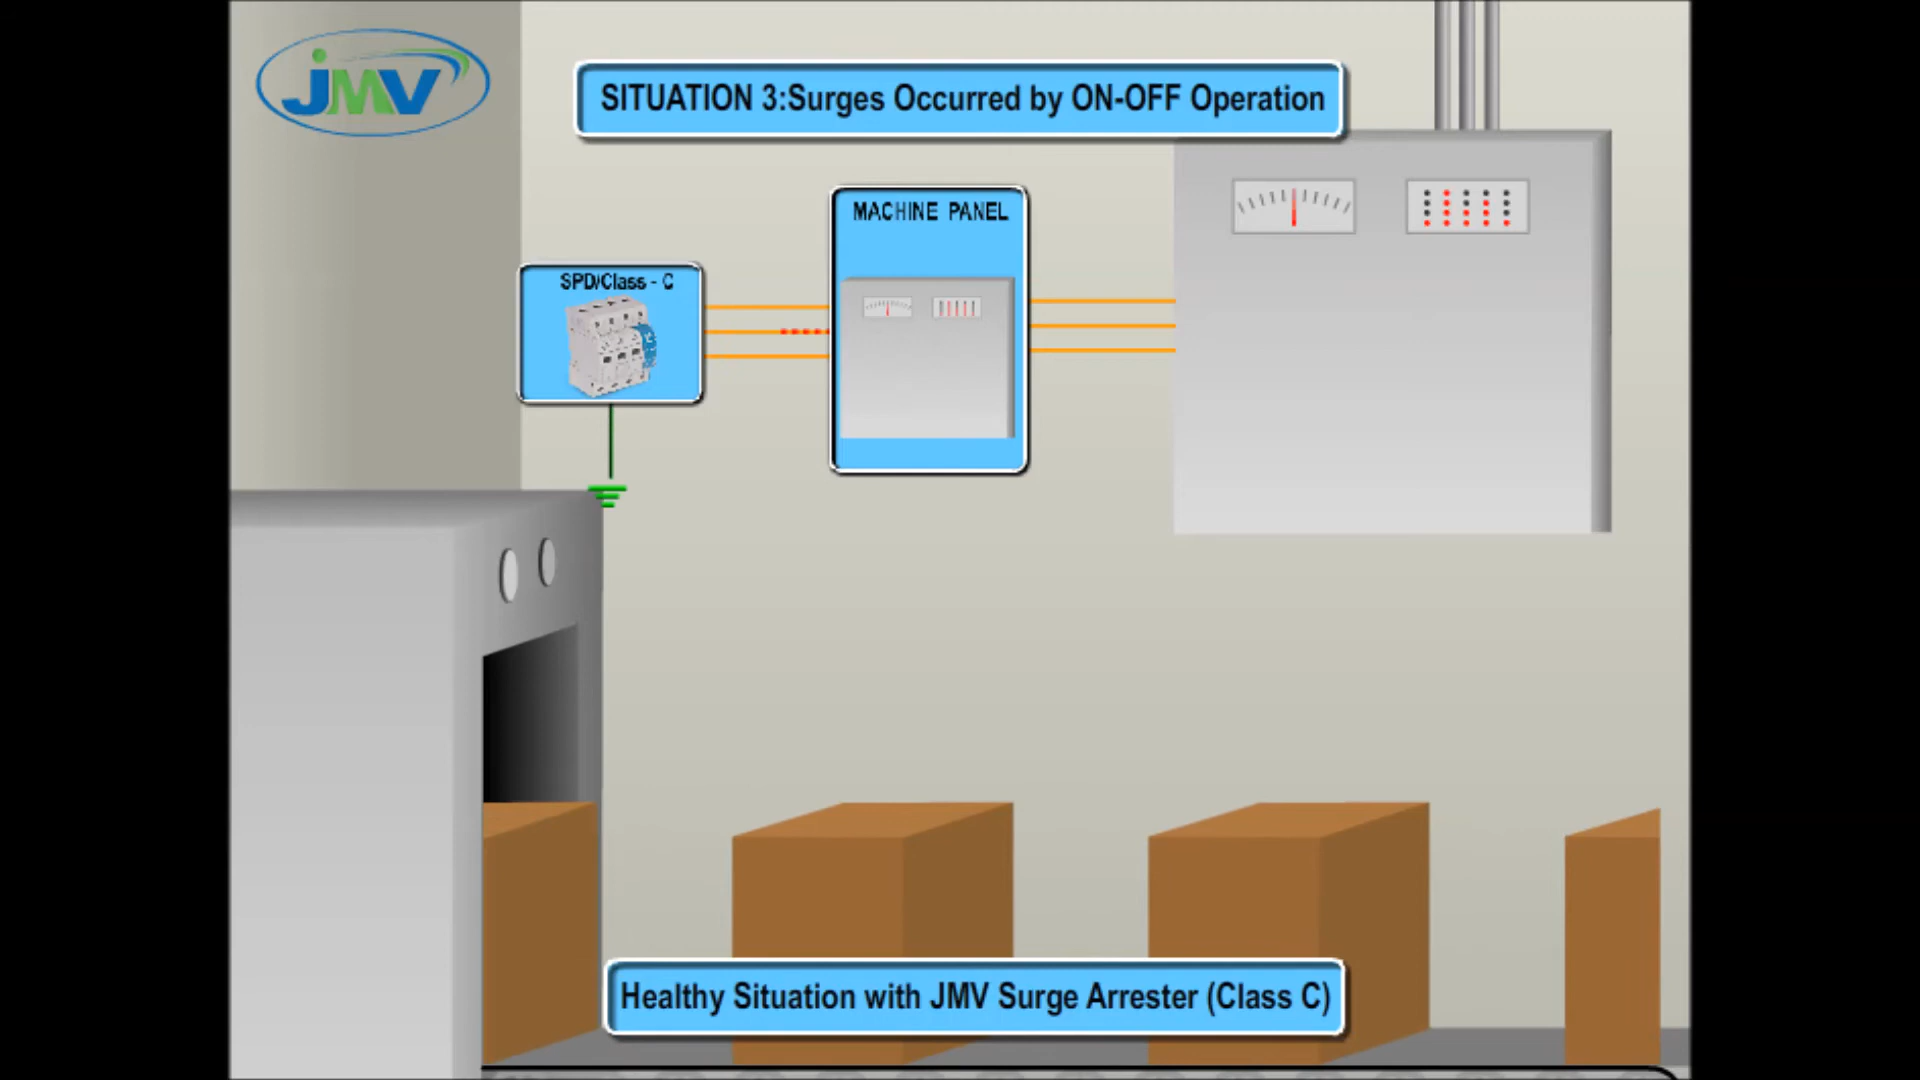 JMV
SITUATION 3:Surges Occurred by ON-OFF Operation
MACHINE PANEL
SPD/Class - C
Healthy Situation with JMV Surge Arrester (Class C)